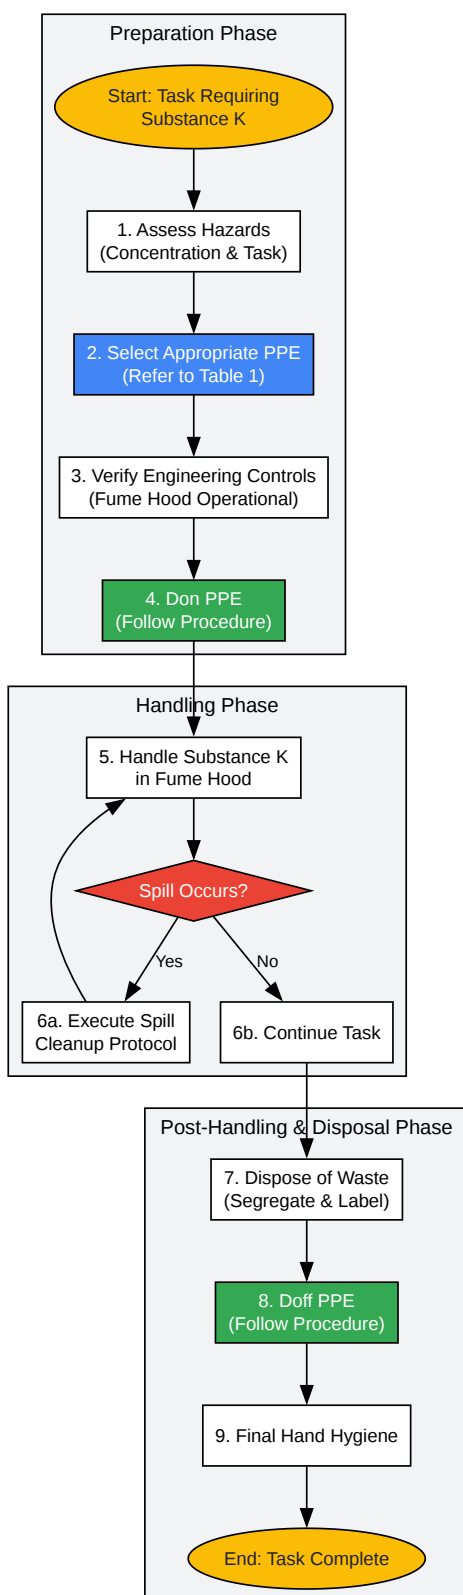 Preparation Phase
Start: Task Requiring
Substance K
1. Assess Hazards
(Concentration & Task)
2. Select Appropriate PPE
(Refer to Table 1)
3. Verify Engineering Controls
(Fume Hood Operational)
4. Don PPE
(Follow Procedure)
Handling Phase
5. Handle Substance K
in Fume Hood
Spill Occurs?
Yes
No
6a. Execute Spill
Cleanup Protocol
6b. Continue Task
Post-Handling & Disposal Phase
7. Dispose of Waste
(Segregate & Label)
8. Doff PPE
(Follow Procedure)
9. Final Hand Hygiene
End: Task Complete